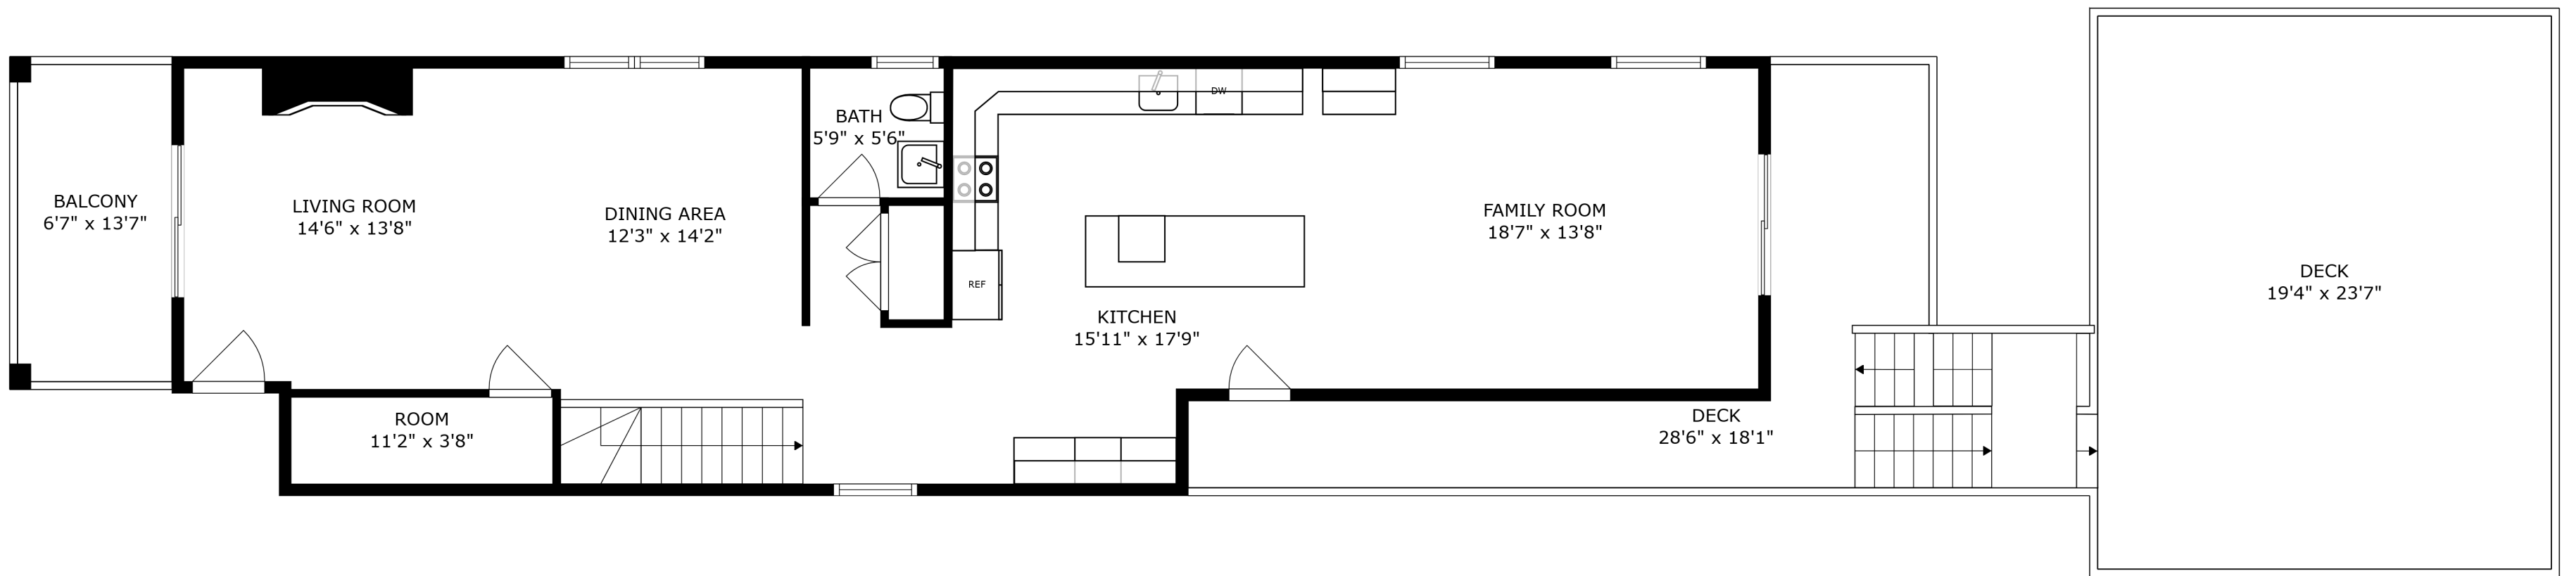 BALCONY
6'7" x 13'7"
LIVING ROOM
14'6" x 13'8"
DINING AREA
12'3" x 14'2"
BATH
5'9" x 5'6"
DW
REF
KITCHEN
15'11" x 17'9"
FAMILY ROOM
18'7" x 13'8"
ROOM
11'2" x 3'8"
DECK
28'6" x 18'1"
DECK
19'4" x 23'7"